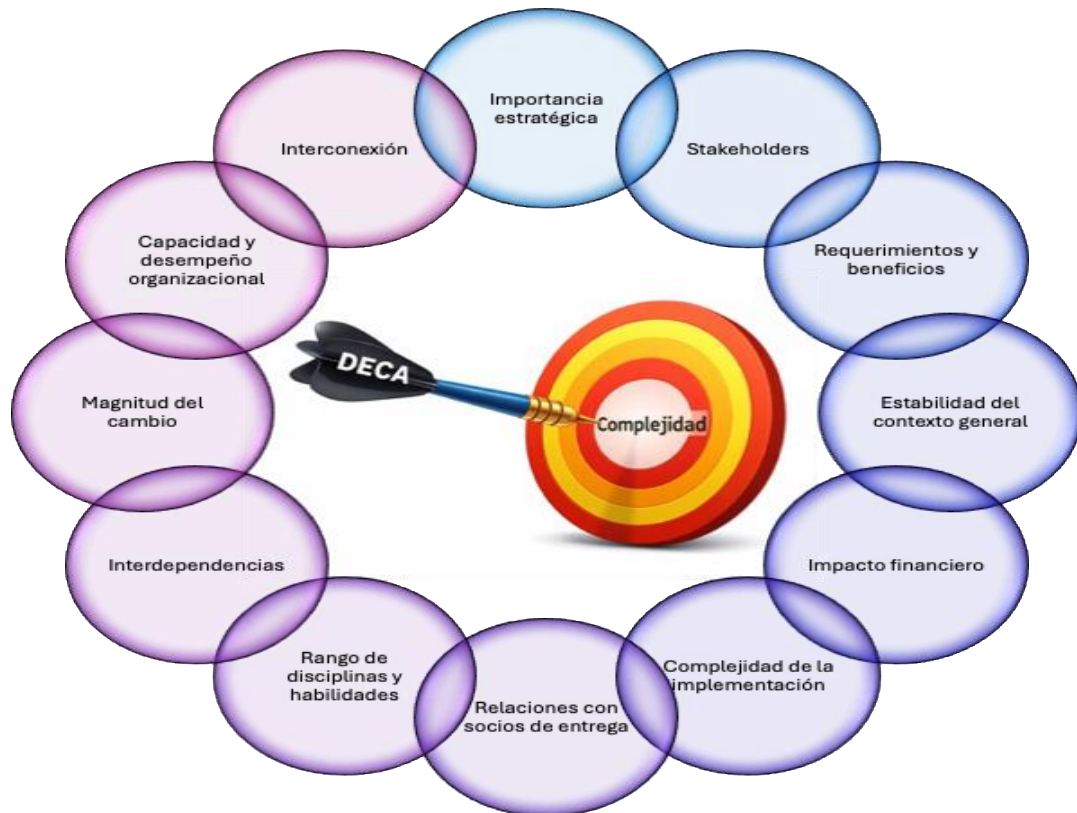 Importancia
estratégica
Stakeholders
Requerimientos y
beneficios
Estabilidad del
contexto general
Impacto financiero
Complejidad de la
implementación
Relaciones con
socios de entrega
Rango de
disciplinas y
habilidades
Interdependencias
Magnitud del
cambio
Capacidad y
desempeño
organizacional
Interconexión
DECA
Complejidad